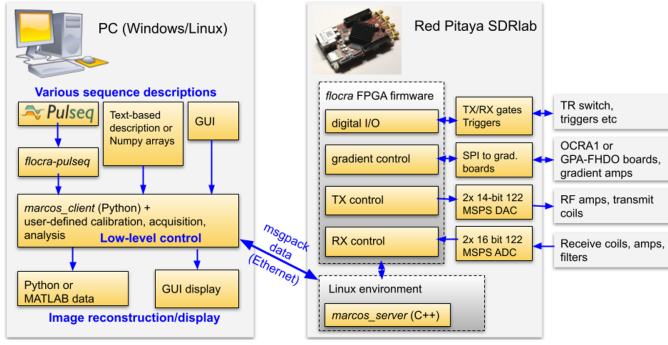 PC (Windows/Linux)
Various sequence descriptions
Pulseq
Text-based
description or
Numpy arrays
GUI
flocra-pulseq
marcos_client (Python) +
user-defined calibration, acquisition,
analysis
Low-level control
Python or
MATLAB data
GUI display
Image reconstruction/display
msgpack
data
(Ethernet)
Red Pitaya SDRlab
flocra FPGA firmware
digital I/O
TX/RX gates
Triggers
TR switch,
triggers etc
gradient control
SPI to grad.
boards
OCRA1 or
GPA-FHDO boards,
gradient amps
TX control
2x 14-bit 122
MSPS DAC
RF amps, transmit
coils
RX control
2x 16 bit 122
MSPS ADC
Receive coils, amps,
filters
Linux environment
marcos_server (C++)